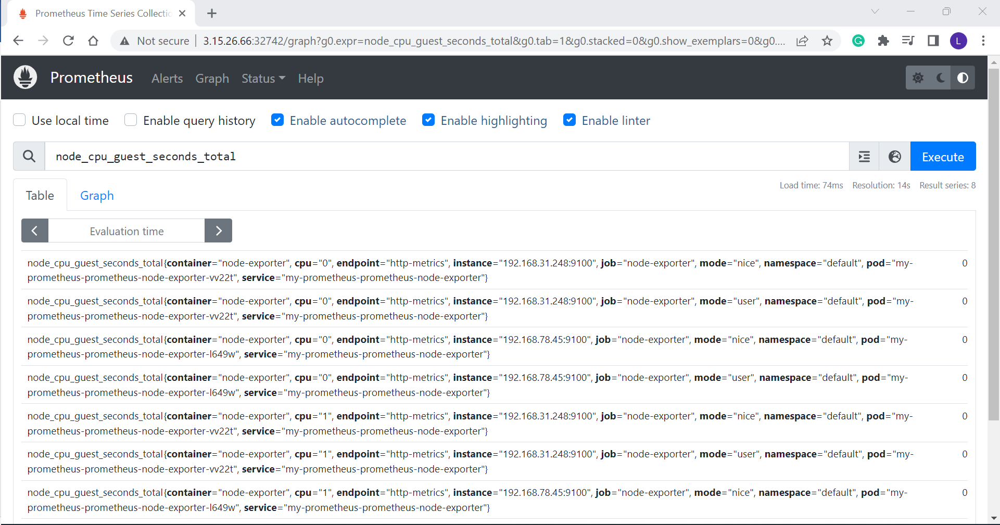 Prometheus Time Series Collectio
Not secure 3.15.26.66:32742/graph?g0.expr=node_cpu_guest_seconds_total&g0.tab=1&g0.stacked=0&g0.show_exemplars=0&g0.... G L
Prometheus Alerts Graph Status Help
Use local time Enable query history Enable autocomplete Enable highlighting Enable linter
node_cpu_guest_seconds_total Execute
Load time: 74ms Resolution: 14s Result series: 8
Table Graph
Evaluation time
node_cpu_guest_seconds_total{container="node-exporter", cpu="0", endpoint="http-metrics", instance="192.168.31.248:9100", job="node-exporter", mode="nice", namespace="default", pod="my- 0
prometheus-prometheus-node-exporter-vv22t", service="my-prometheus-prometheus-node-exporter"}
node_cpu_guest_seconds_total{container="node-exporter", cpu="0", endpoint="http-metrics", instance="192.168.31.248:9100", job="node-exporter", mode="user", namespace="default", pod="my- 0
prometheus-prometheus-node-exporter-vv22t", service="my-prometheus-prometheus-node-exporter"}
node_cpu_guest_seconds_total{container="node-exporter", cpu="0", endpoint="http-metrics", instance="192.168.78.45:9100", job="node-exporter", mode="nice", namespace="default", pod="my- 0
prometheus-prometheus-node-exporter-l649w", service="my-prometheus-prometheus-node-exporter"}
node_cpu_guest_seconds_total{container="node-exporter", cpu="0", endpoint="http-metrics", instance="192.168.78.45:9100", job="node-exporter", mode="user", namespace="default", pod="my- 0
prometheus-prometheus-node-exporter-l649w", service="my-prometheus-prometheus-node-exporter"}
node_cpu_guest_seconds_total{container="node-exporter", cpu="1", endpoint="http-metrics", instance="192.168.31.248:9100", job="node-exporter", mode="nice", namespace="default", pod="my- 0
prometheus-prometheus-node-exporter-vv22t", service="my-prometheus-prometheus-node-exporter"}
node_cpu_guest_seconds_total{container="node-exporter", cpu="1", endpoint="http-metrics", instance="192.168.31.248:9100", job="node-exporter", mode="user", namespace="default", pod="my- 0
prometheus-prometheus-node-exporter-vv22t", service="my-prometheus-prometheus-node-exporter"}
node_cpu_guest_seconds_total{container="node-exporter", cpu="1", endpoint="http-metrics", instance="192.168.78.45:9100", job="node-exporter", mode="nice", namespace="default", pod="my- 0
prometheus-prometheus-node-exporter-l649w", service="my-prometheus-prometheus-node-exporter"}